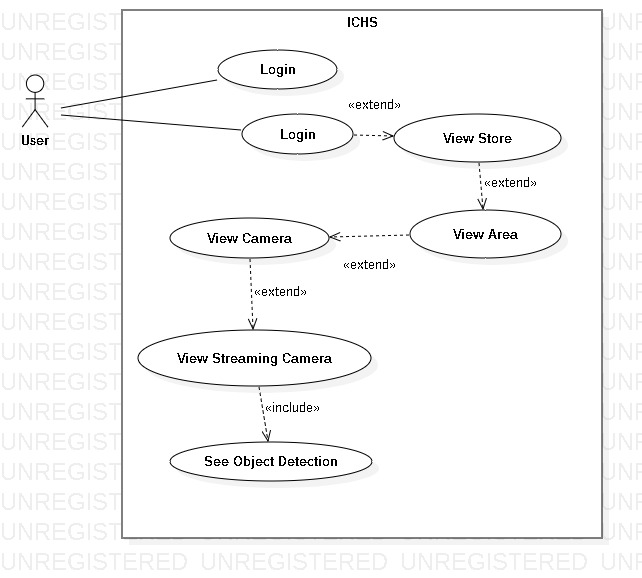 ICHS
Login
«extend»
Login
View Store
User
«extend»
View Camera
View Area
«extend»
«extend»
View Streaming Camera
«include»
See Object Detection
UNREGISTERED UNREGISTERED UNREGISTERED